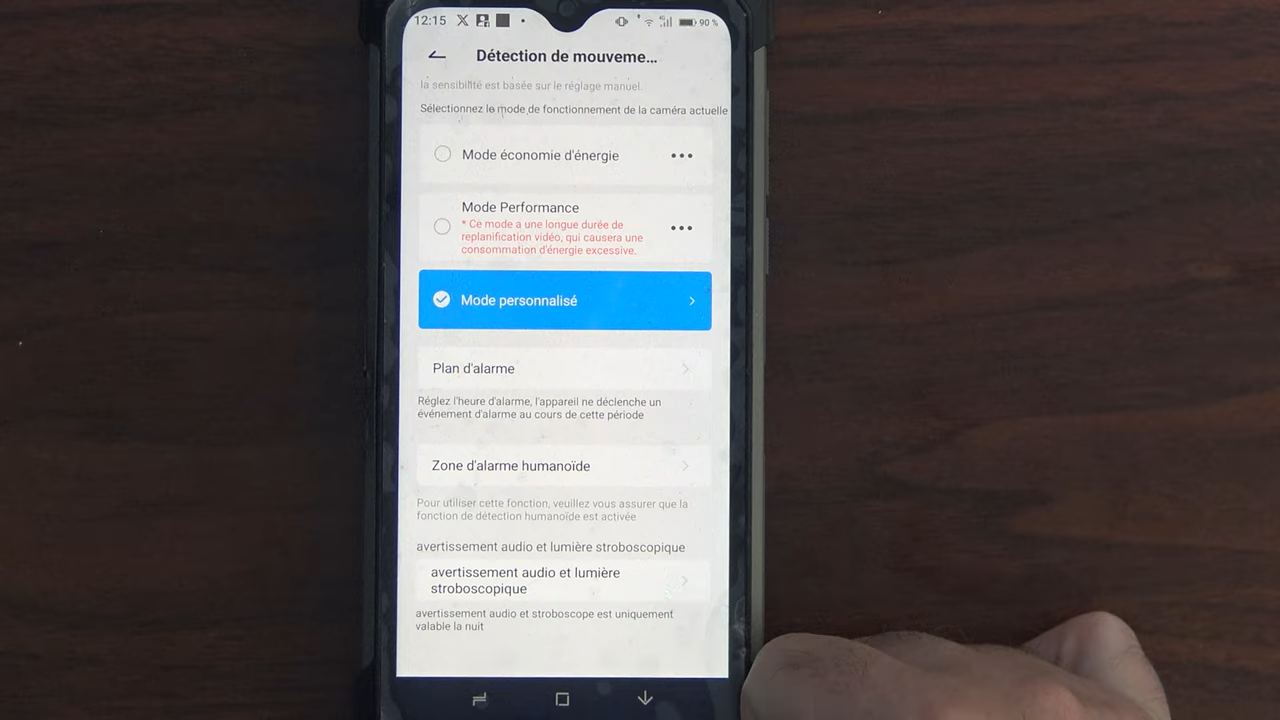 12:15
90 %
Détection de mouveme...
la sensibilité est basée sur le réglage manuel.
Sélectionnez le mode de fonctionnement de la caméra actuelle
Mode économie d'énergie
Mode Performance
* Ce mode a une longue durée de
replanification vidéo, qui causera une
consommation d'énergie excessive.
Mode personnalisé
Plan d'alarme
Réglez l'heure d'alarme, l'appareil ne déclenche un
événement d'alarme au cours de cette période
Zone d'alarme humanoïde
Pour utiliser cette fonction, veuillez vous assurer que la
fonction de détection humanoïde est activée
avertissement audio et lumière stroboscopique
avertissement audio et lumière
stroboscopique
avertissement audio et stroboscope est uniquement
valable la nuit